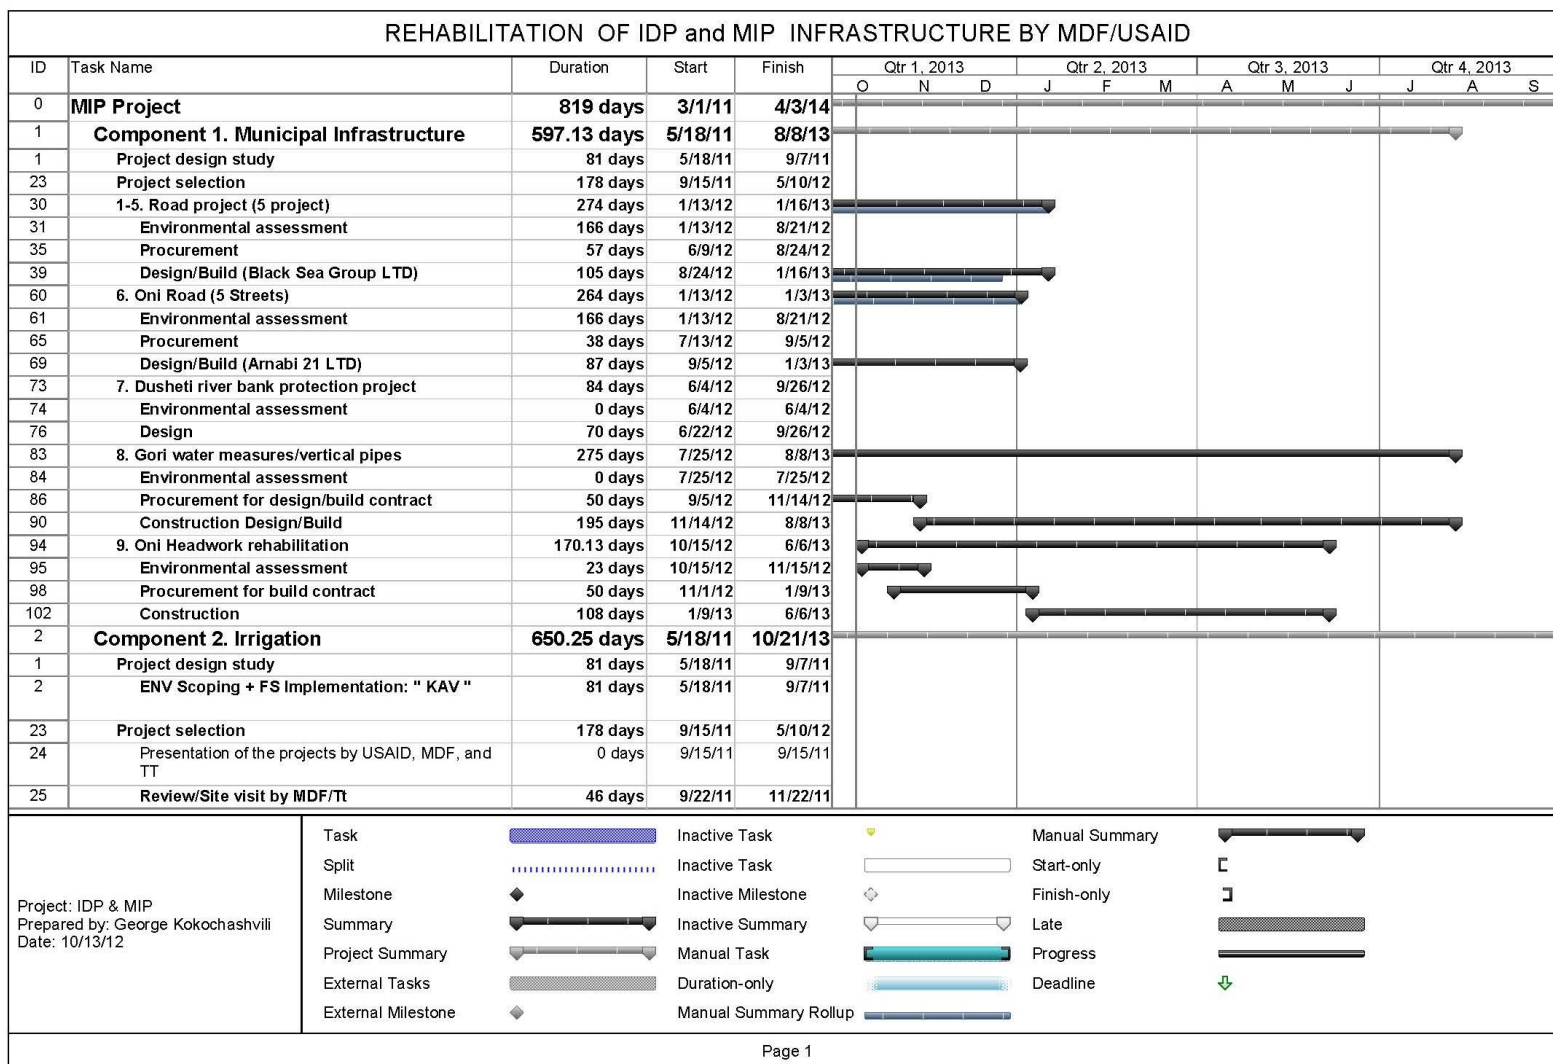 REHABILITATION OF IDP and MIP INFRASTRUCTURE BY MDF/USAID
ID Task Name Duration Start Finish Qtr 1, 2013 Qtr 2, 2013 Qtr 3, 2013 Qtr 4, 2013
O N D J F M A M J J A S
0 MIP Project 819 days 3/1/11 4/3/14
1 Component 1. Municipal Infrastructure 597.13 days 5/18/11 8/8/13
1 Project design study 81 days 5/18/11 9/7/11
23 Project selection 178 days 9/15/11 5/10/12
30 1-5. Road project (5 project) 274 days 1/13/12 1/16/13
31 Environmental assessment 166 days 1/13/12 8/21/12
35 Procurement 57 days 6/9/12 8/24/12
39 Design/Build (Black Sea Group LTD) 105 days 8/24/12 1/16/13
60 6. Oni Road (5 Streets) 264 days 1/13/12 1/3/13
61 Environmental assessment 166 days 1/13/12 8/21/12
65 Procurement 38 days 7/13/12 9/5/12
69 Design/Build (Arnabi 21 LTD) 87 days 9/5/12 1/3/13
73 7. Dusheti river bank protection project 84 days 6/4/12 9/26/12
74 Environmental assessment 0 days 6/4/12 6/4/12
76 Design 70 days 6/22/12 9/26/12
83 8. Gori water measures/vertical pipes 275 days 7/25/12 8/8/13
84 Environmental assessment 0 days 7/25/12 7/25/12
86 Procurement for design/build contract 50 days 9/5/12 11/14/12
90 Construction Design/Build 195 days 11/14/12 8/8/13
94 9. Oni Headwork rehabilitation 170.13 days 10/15/12 6/6/13
95 Environmental assessment 23 days 10/15/12 11/15/12
98 Procurement for build contract 50 days 11/1/12 1/9/13
102 Construction 108 days 1/9/13 6/6/13
2 Component 2. Irrigation 650.25 days 5/18/11 10/21/13
1 Project design study 81 days 5/18/11 9/7/11
2 ENV Scoping + FS Implementation: " KAV " 81 days 5/18/11 9/7/11
23 Project selection 178 days 9/15/11 5/10/12
24 Presentation of the projects by USAID, MDF, and 0 days 9/15/11 9/15/11
TT
25 Review/Site visit by MDF/Tt 46 days 9/22/11 11/22/11
Project: IDP & MIP
Prepared by: George Kokochashvili
Date: 10/13/12
Task
Split
Milestone
Summary
Project Summary
External Tasks
External Milestone
Inactive Task
Inactive Task
Inactive Milestone
Inactive Summary
Manual Task
Duration-only
Manual Summary Rollup
Manual Summary
Start-only
Finish-only
Late
Progress
Deadline
Page 1